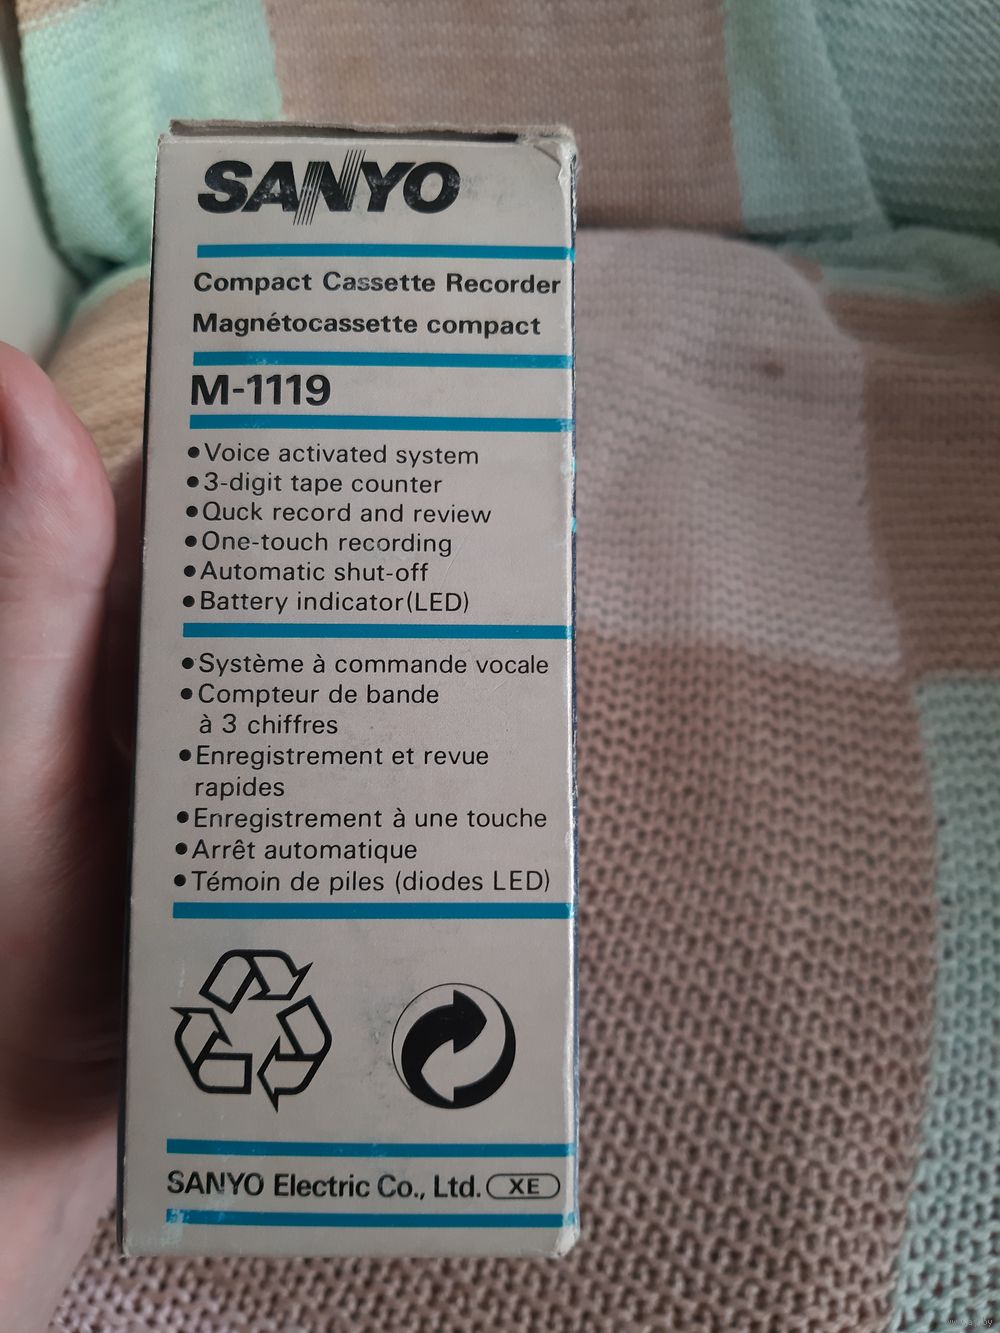 SANYO
Compact Cassette Recorder
Magnétocassette compact
M-1119
•Voice activated system
•3-digit tape counter
•Quck record and review
•One-touch recording
•Automatic shut-off
•Battery indicator(LED)
•Système à commande vocale
•Compteur de bande
à 3 chiffres
•Enregistrement et revue
rapides
•Enregistrement à une touche
•Arrêt automatique
•Témoin de piles (diodes LED)
SANYO Electric Co., Ltd. XE